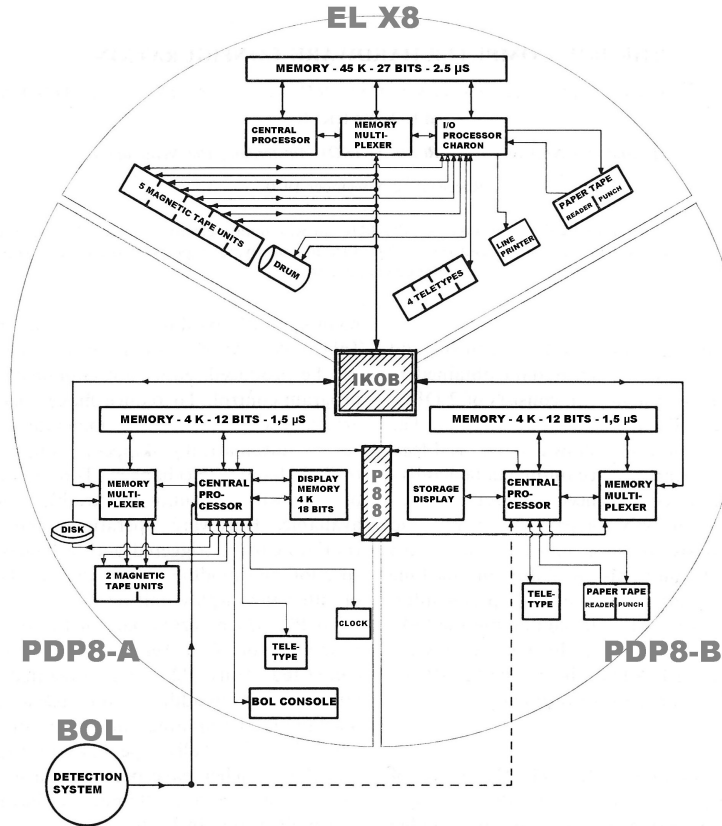 EL X8
MEMORY - 45 K - 27 BITS - 2.5 µS
CENTRAL
PROCESSOR
MEMORY
MULTI-
PLEXER
I/O
PROCESSOR
CHARON
5 MAGNETIC TAPE UNITS
DRUM
4 TELETYPES
LINE
PRINTER
PAPER TAPE
READER
PUNCH
IKOB
MEMORY - 4 K - 12 BITS - 1,5 µS
MEMORY
MULTI-
PLEXER
CENTRAL
PRO-
CESSOR
DISPLAY
MEMORY
4 K
18 BITS
DISK
2 MAGNETIC
TAPE UNITS
TELE-
TYPE
CLOCK
BOL CONSOLE
PDP8-A
P
8
8
MEMORY - 4 K - 12 BITS - 1,5 µS
STORAGE
DISPLAY
CENTRAL
PRO-
CESSOR
MEMORY
MULTI-
PLEXER
TELE-
TYPE
PAPER TAPE
READER
PUNCH
PDP8-B
BOL
DETECTION
SYSTEM